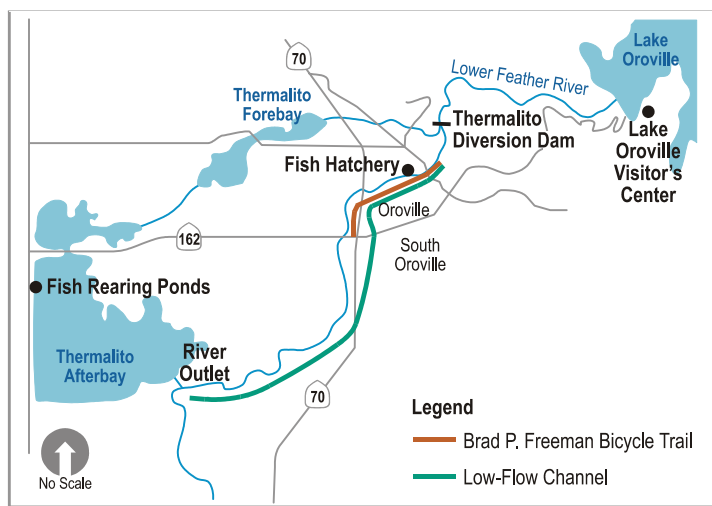 70
Lake
Oroville
Lower Feather River
Thermalito
Forebay
Thermalito
Diversion Dam
Lake
Oroville
Visitor's
Center
Fish Hatchery
Oroville
162
South
Oroville
Fish Rearing Ponds
Thermalito
Afterbay
River
Outlet
70
Legend
Brad P. Freeman Bicycle Trail
Low-Flow Channel
No Scale